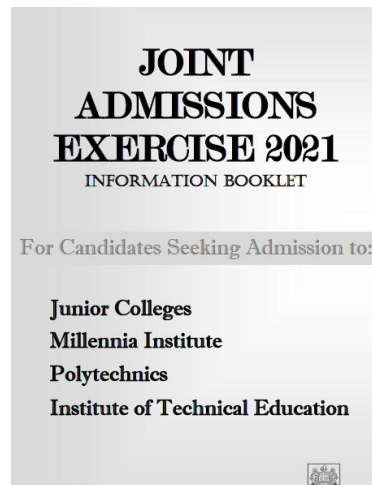 JOINT
ADMISSIONS
EXERCISE 2021
INFORMATION BOOKLET
For Candidates Seeking Admission to:
Junior Colleges
Millennia Institute
Polytechnics
Institute of Technical Education